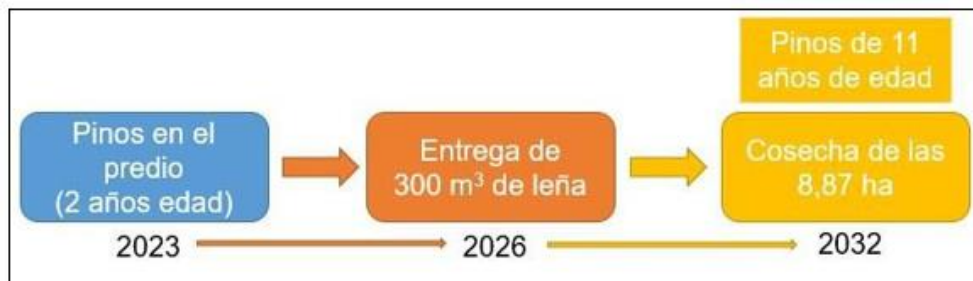 Pinos de 11
años de edad
Pinos en el
predio
(2 años edad)
Entrega de
300 m³ de leña
Cosecha de las
8,87 ha
2023
2026
2032